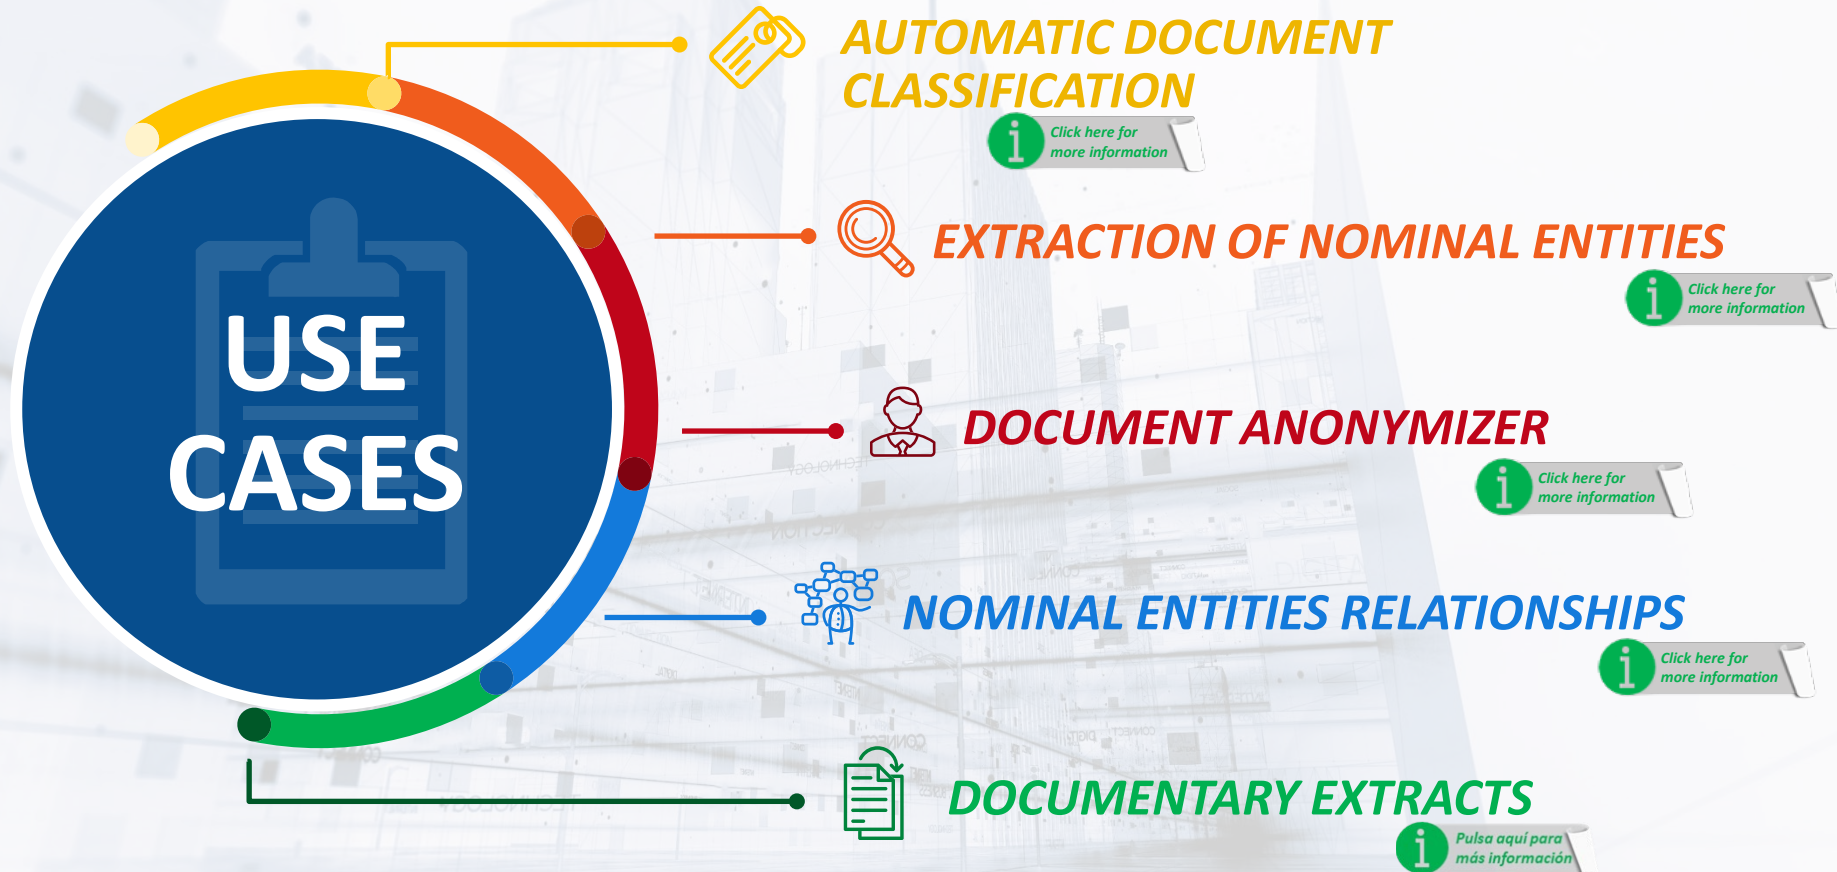 AUTOMATIC DOCUMENT
CLASSIFICATION
Click here for
more information
EXTRACTION OF NOMINAL ENTITIES
Click here for
more information
USE
CASES
DOCUMENT ANONYMIZER
Click here for
more information
NOMINAL ENTITIES RELATIONSHIPS
Click here for
more information
DOCUMENTARY EXTRACTS
Pulsa aquí para
más información